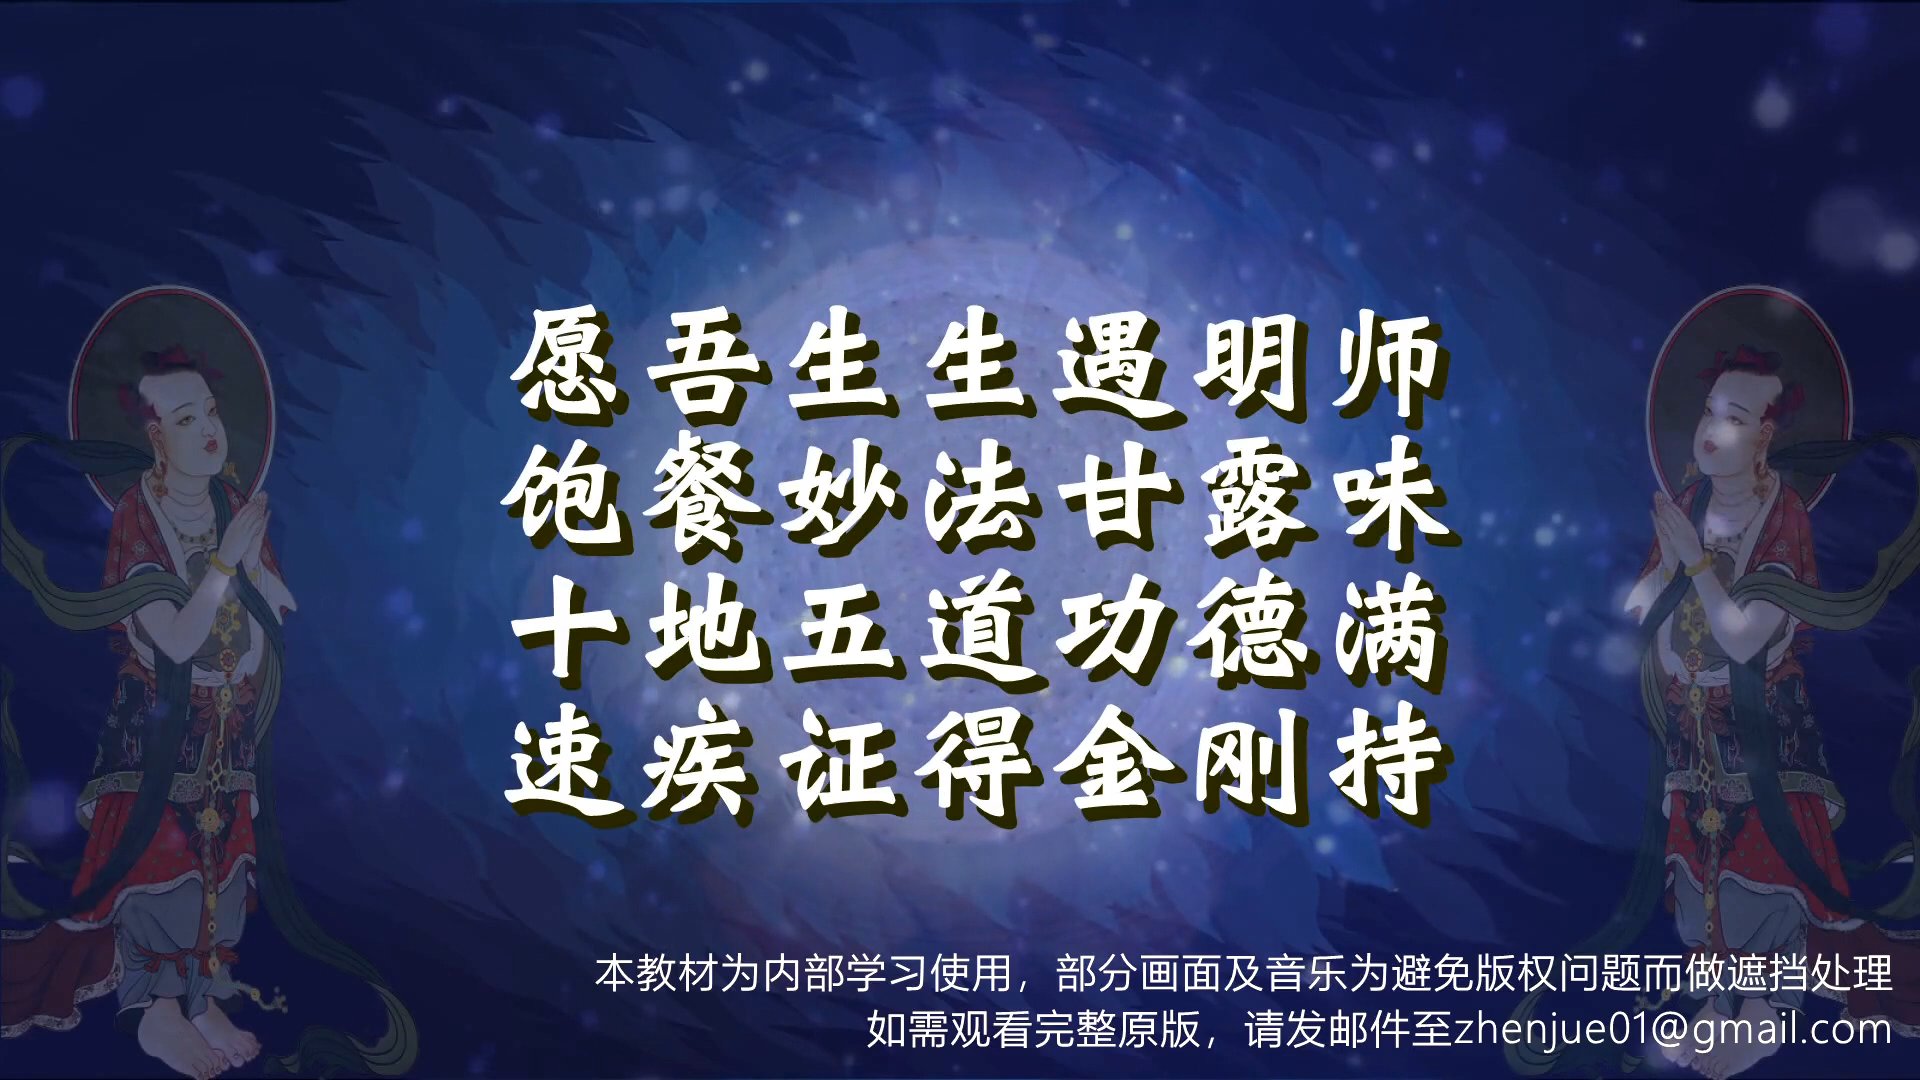 愿吾生生遇明师
饱餐妙法甘露味
十地五道功德满
速疾证得金刚持
本教材为内部学习使用，部分画面及音乐为避免版权问题而做遮挡处理
如需观看完整原版，请发邮件至zhenjue01@gmail.com